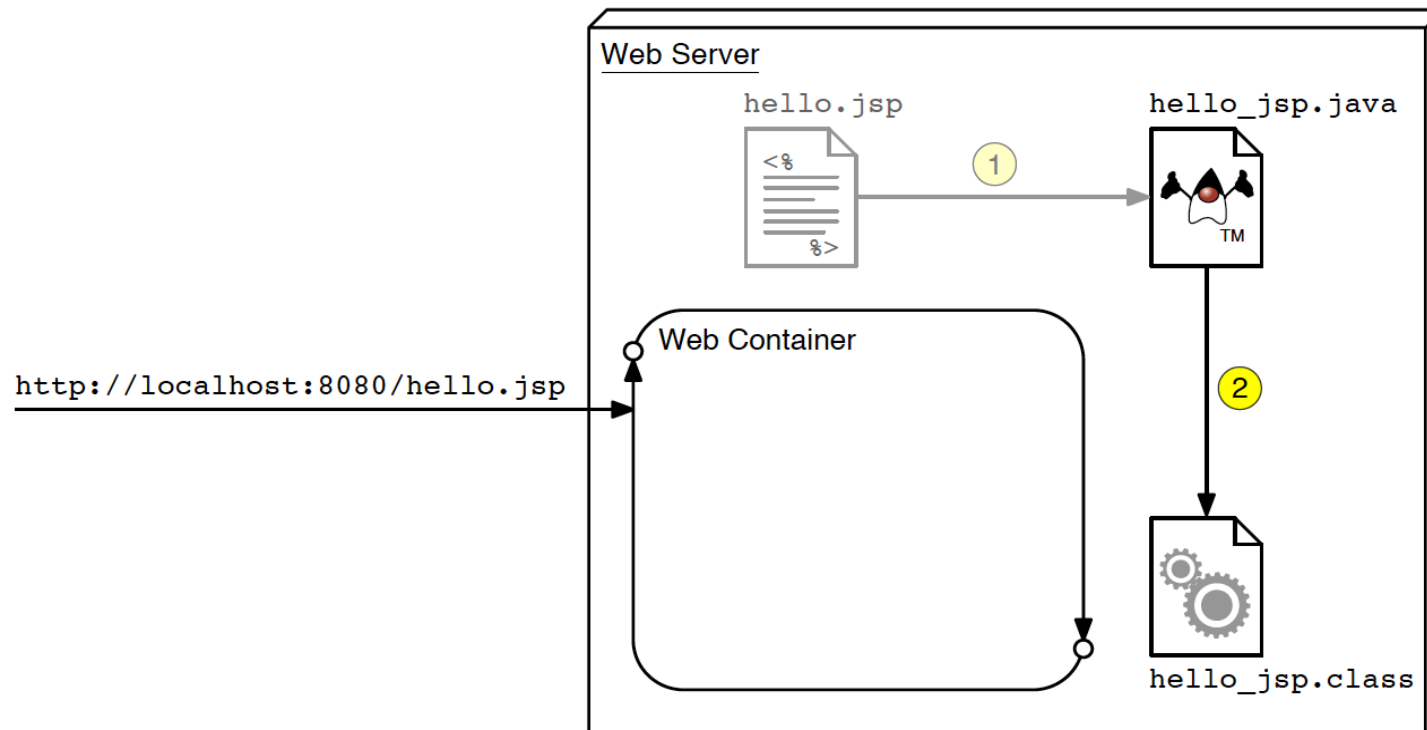 Web Server
hello.jsp
hello_jsp.java
<%
%>
1
TM
Web Container
http://localhost:8080/hello.jsp
2
hello_jsp.class